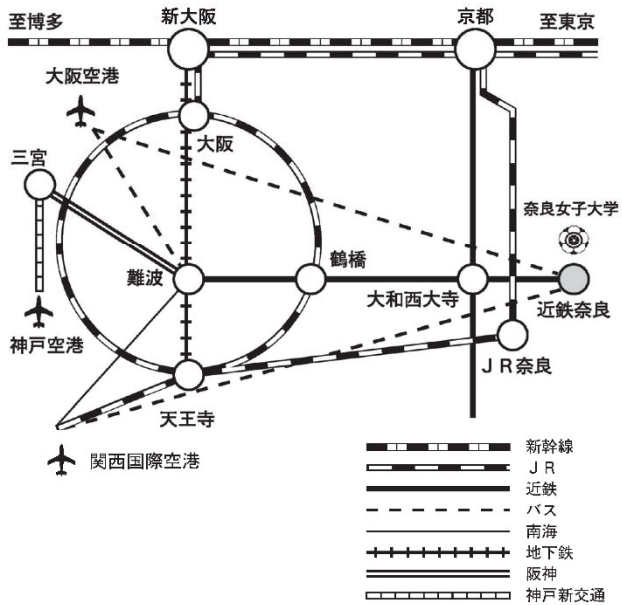 至博多
新大阪
京都
至東京
大阪空港
大阪
三宮
奈良女子大学
鶴橋
難波
大和西大寺
近鉄奈良
神戸空港
JR奈良
天王寺
関西国際空港
新幹線
JR
近鉄
バス
南海
地下鉄
阪神
神戸新交通